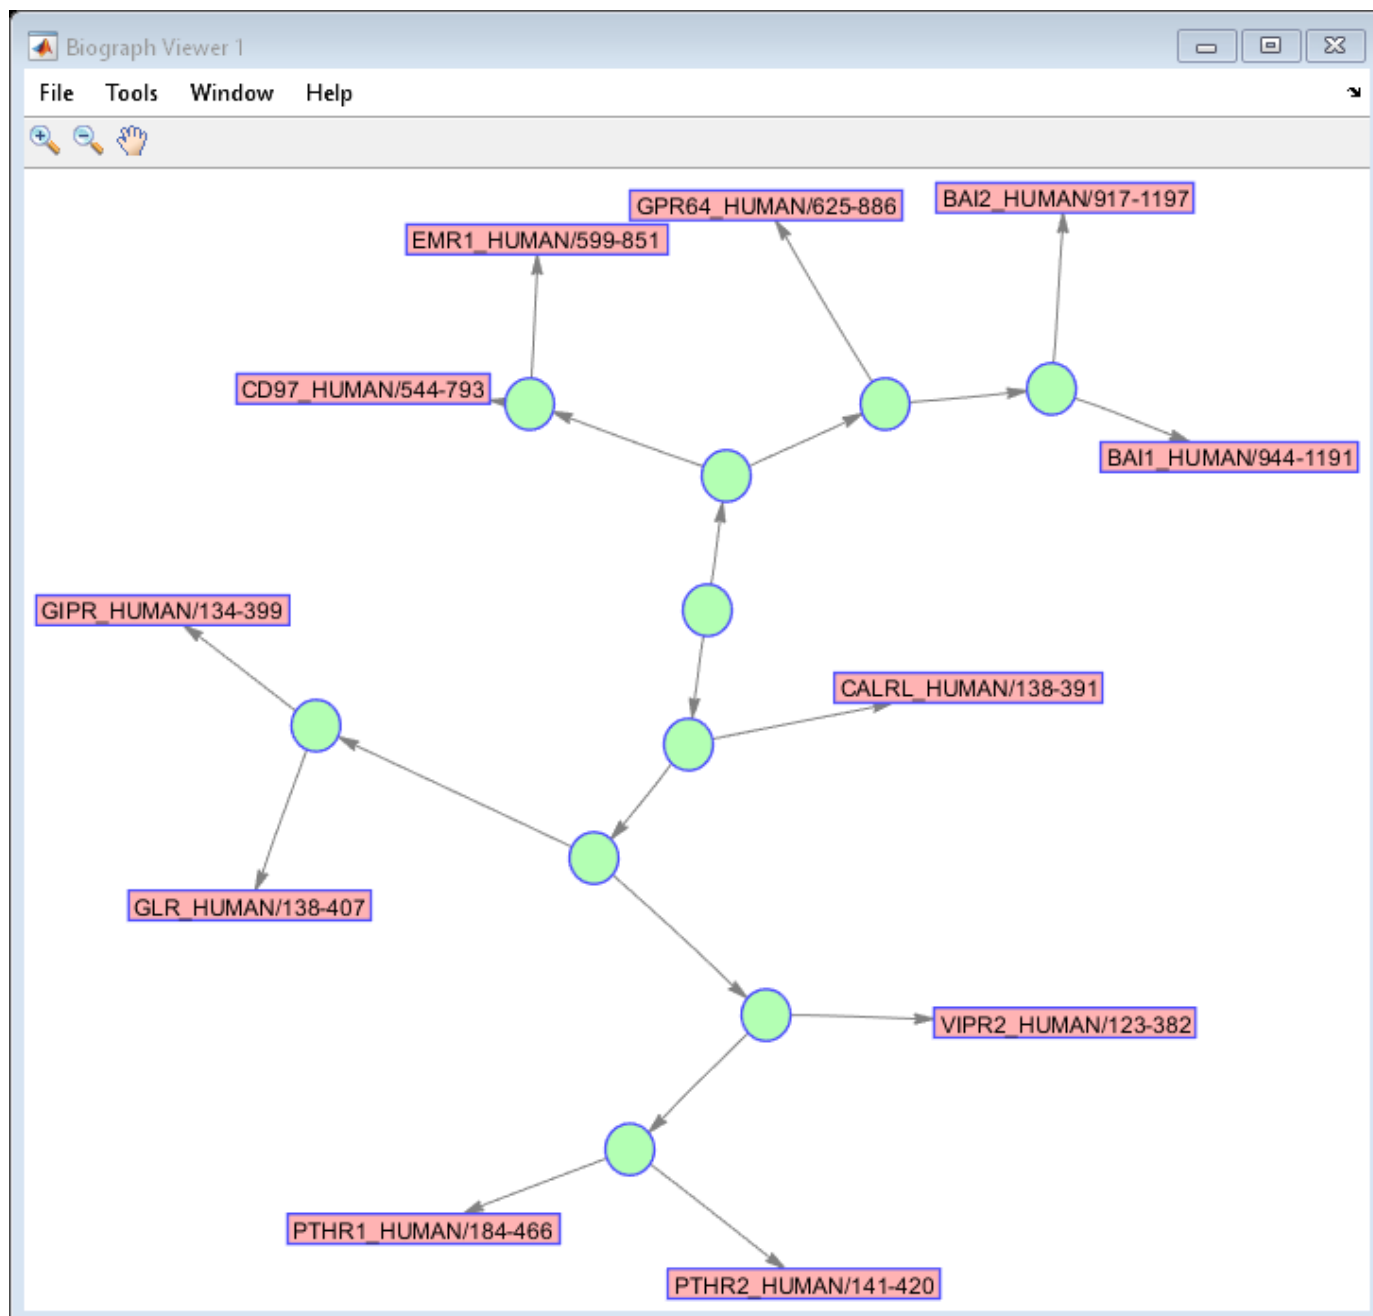 Biograph Viewer 1
File Tools Window Help
BAI2_HUMAN/917-1197
GPR64_HUMAN/625-886
EMR1_HUMAN/599-851
CD97_HUMAN/544-793
BAI1_HUMAN/944-1191
GIPR_HUMAN/134-399
CALRL_HUMAN/138-391
GLR_HUMAN/138-407
VIPR2_HUMAN/123-382
PTHR1_HUMAN/184-466
PTHR2_HUMAN/141-420